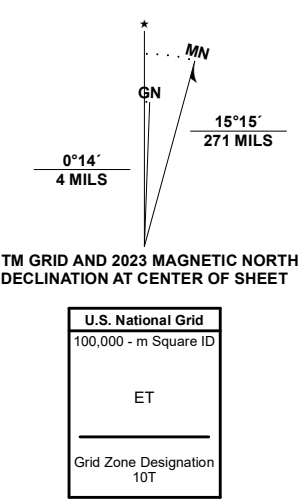 ★
MN
GN
15°15´
271 MILS
0°14´
4 MILS
TM GRID AND 2023 MAGNETIC NORTH
DECLINATION AT CENTER OF SHEET
U.S. National Grid
100,000 - m Square ID
ET
Grid Zone Designation
10T